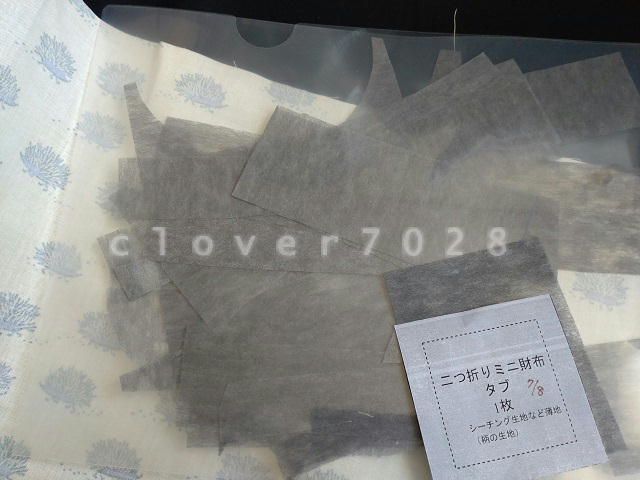 clover7028
二つ折りミニ財布
タブ 7/8
1枚
シーチング生地など薄地
(柄の生地)